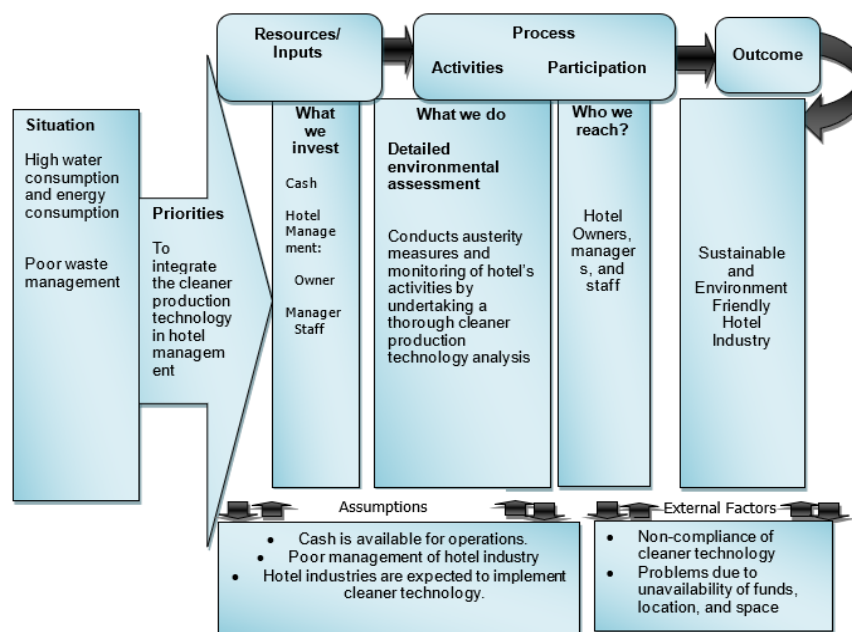 Resources/
Inputs
Process
Activities Participation
Outcome
Situation
High water
consumption
and energy
consumption
Poor waste
management
Priorities
To
integrate
the cleaner
production
technology
in hotel
managem
ent
What
we
invest
Cash
Hotel
Manage
ment:
Owner
Manager
Staff
What we do
Detailed
environmental
assessment
Conducts austerity
measures and
monitoring of hotel's
activities by
undertaking a
thorough cleaner
production
technology analysis
Who we
reach?
Hotel
Owners,
manager
s, and
staff
Sustainable
and
Environment
Friendly
Hotel
Industry
Assumptions
• Cash is available for operations.
• Poor management of hotel industry
• Hotel industries are expected to implement
cleaner technology.
External Factors
• Non-compliance of
cleaner technology
• Problems due to
unavailability of funds,
location, and space